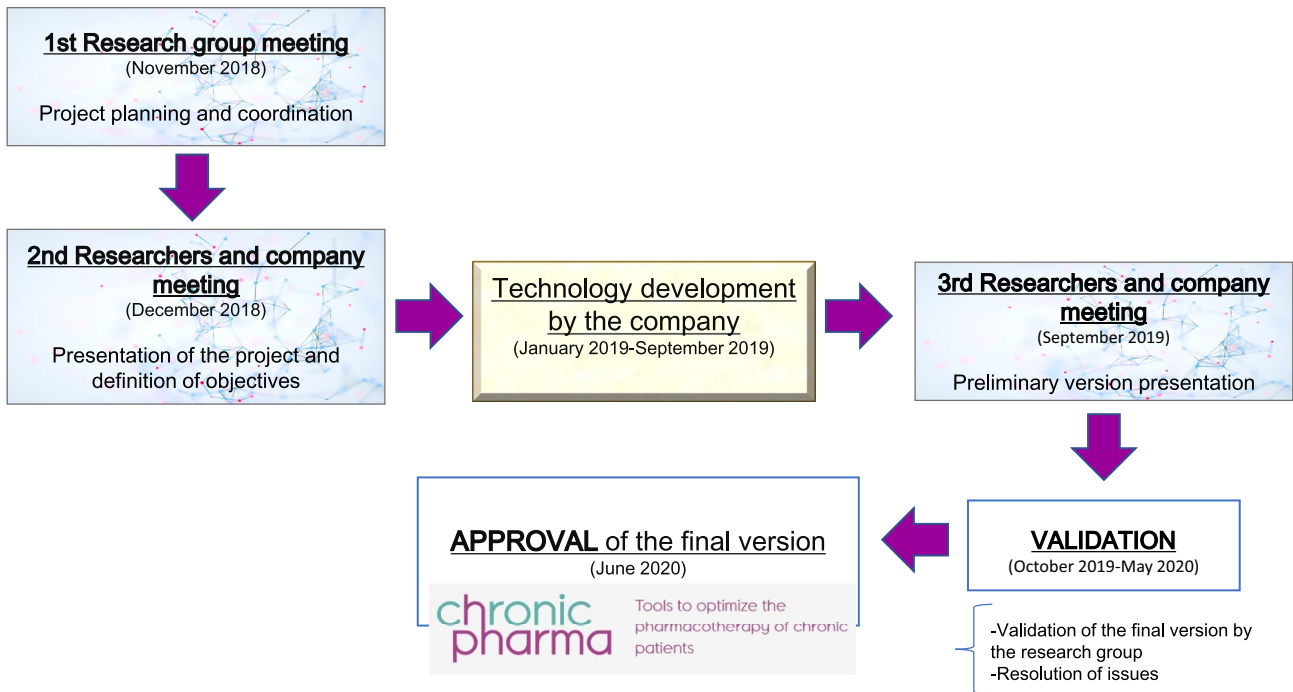 1st Research group meeting
(November 2018)
Project planning and coordination
2nd Researchers and company
meeting
(December 2018)
Presentation of the project and
definition of objectives
Technology development
by the company
(January 2019-September 2019)
3rd Researchers and company
meeting
(September 2019)
Preliminary version presentation
VALIDATION
(October 2019-May 2020)
-Validation of the final version by
the research group
-Resolution of issues
APPROVAL of the final version
(June 2020)
chronic
pharma
Tools to optimize the
pharmacotherapy of chronic
patients